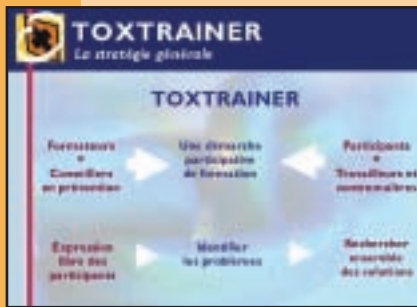 TOXTRAINER
La stratégie générale
TOXTRAINER
Formateurs
+
Conseillers
en prévention
Une démarche
participative
de formation
Participants
+
Travailleurs et
contremaîtres
Expression
libre des
participants
Identifier
les problèmes
Rechercher
ensemble
des solutions